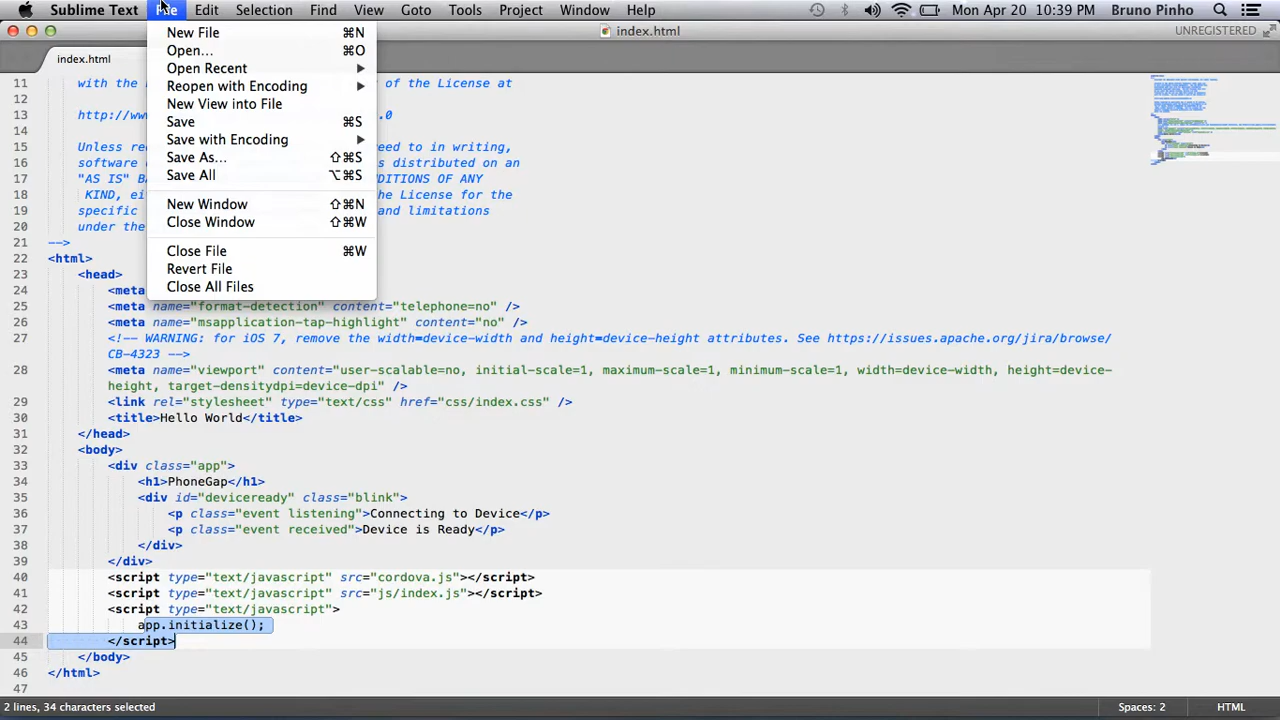 Sublime Text File Edit Selection Find View Goto Tools Project Window Help Mon Apr 20 10:39 PM Bruno Pinho
index.html UNREGISTERED
index.html
New File ⌘N
Open... ⌘O
Open Recent ▶
Reopen with Encoding ▶
New View into File
Save ⌘S
Save with Encoding ▶
Save As... ⇧⌘S
Save All ⌥⌘S
New Window ⇧⌘N
Close Window ⇧⌘W
Close File ⌘W
Revert File
Close All Files
11 with the of the License at
12
13 http://ww .0
14
15 Unless req eed to in writing,
16 software is distributed on an
17 "AS IS" BA DITIONS OF ANY
18 KIND, ei he License for the
19 specific and limitations
20 under the
21 -->
22 <html>
23 <head>
24 <meta
25 <meta name="format-detection" content="telephone=no" />
26 <meta name="msapplication-tap-highlight" content="no" />
27 <!-- WARNING: for iOS 7, remove the width=device-width and height=device-height attributes. See https://issues.apache.org/jira/browse/
CB-4323 -->
28 <meta name="viewport" content="user-scalable=no, initial-scale=1, maximum-scale=1, minimum-scale=1, width=device-width, height=device-
height, target-densitydpi=device-dpi" />
29 <link rel="stylesheet" type="text/css" href="css/index.css" />
30 <title>Hello World</title>
31 </head>
32 <body>
33 <div class="app">
34 <h1>PhoneGap</h1>
35 <div id="deviceready" class="blink">
36 <p class="event listening">Connecting to Device</p>
37 <p class="event received">Device is Ready</p>
38 </div>
39 </div>
40 <script type="text/javascript" src="cordova.js"></script>
41 <script type="text/javascript" src="js/index.js"></script>
42 <script type="text/javascript">
43 app.initialize();
44 </script>
45 </body>
46 </html>
47
2 lines, 34 characters selected Spaces: 2 HTML